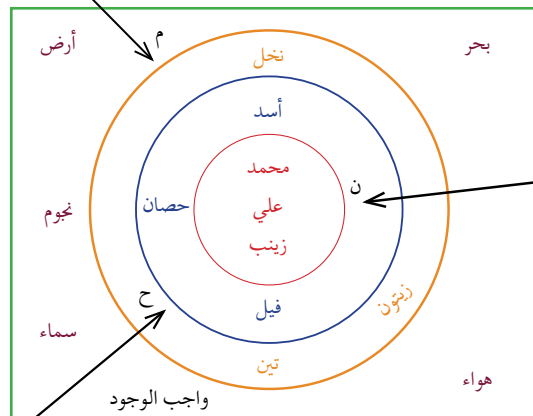 بحر
م
أرض
نخل
أسد
محمد
ن
علي
حصان
نجوم
زينب
ح
فيل
زيتون
سماء
تين
هواء
واجب الوجود